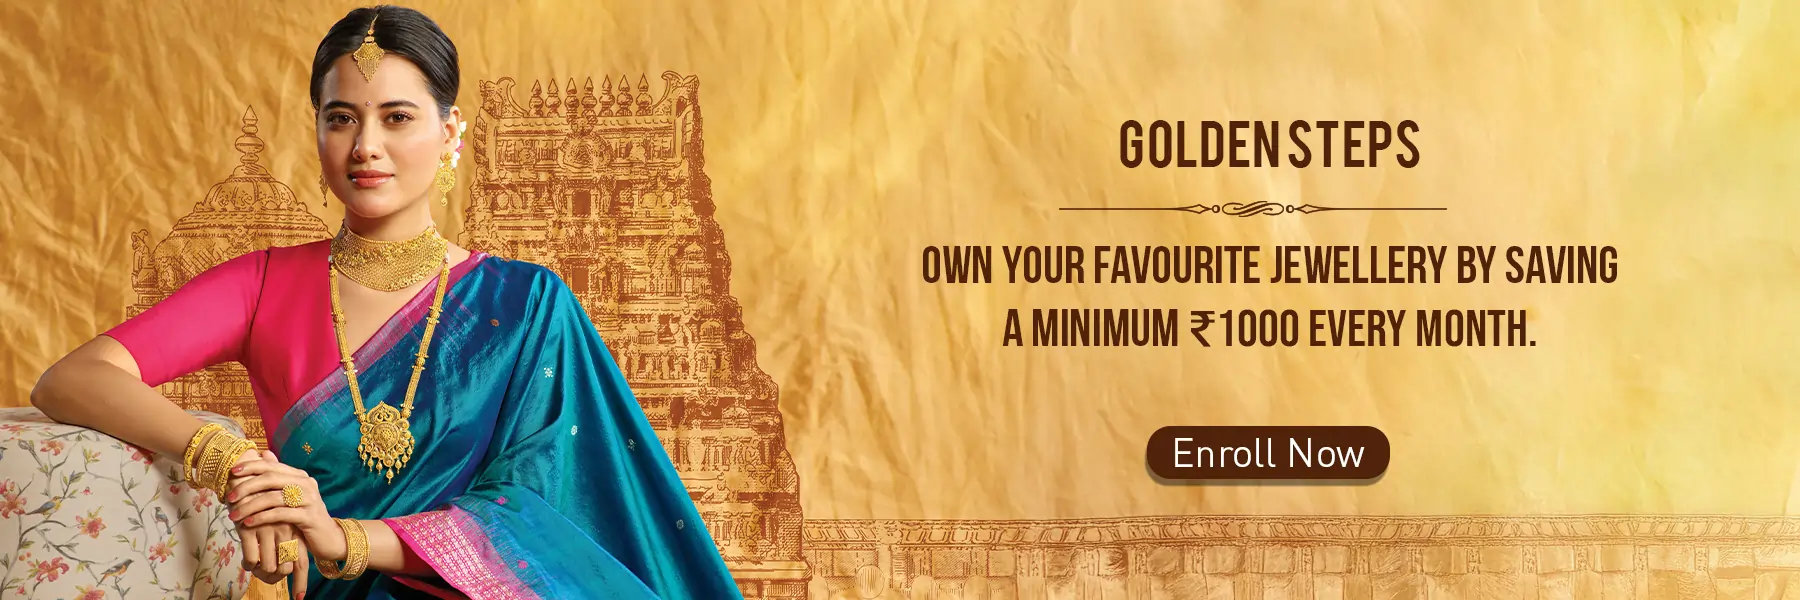 GOLDEN STEPS
OWN YOUR FAVOURITE JEWELLERY BY SAVING
A MINIMUM ₹1000 EVERY MONTH.
Enroll Now